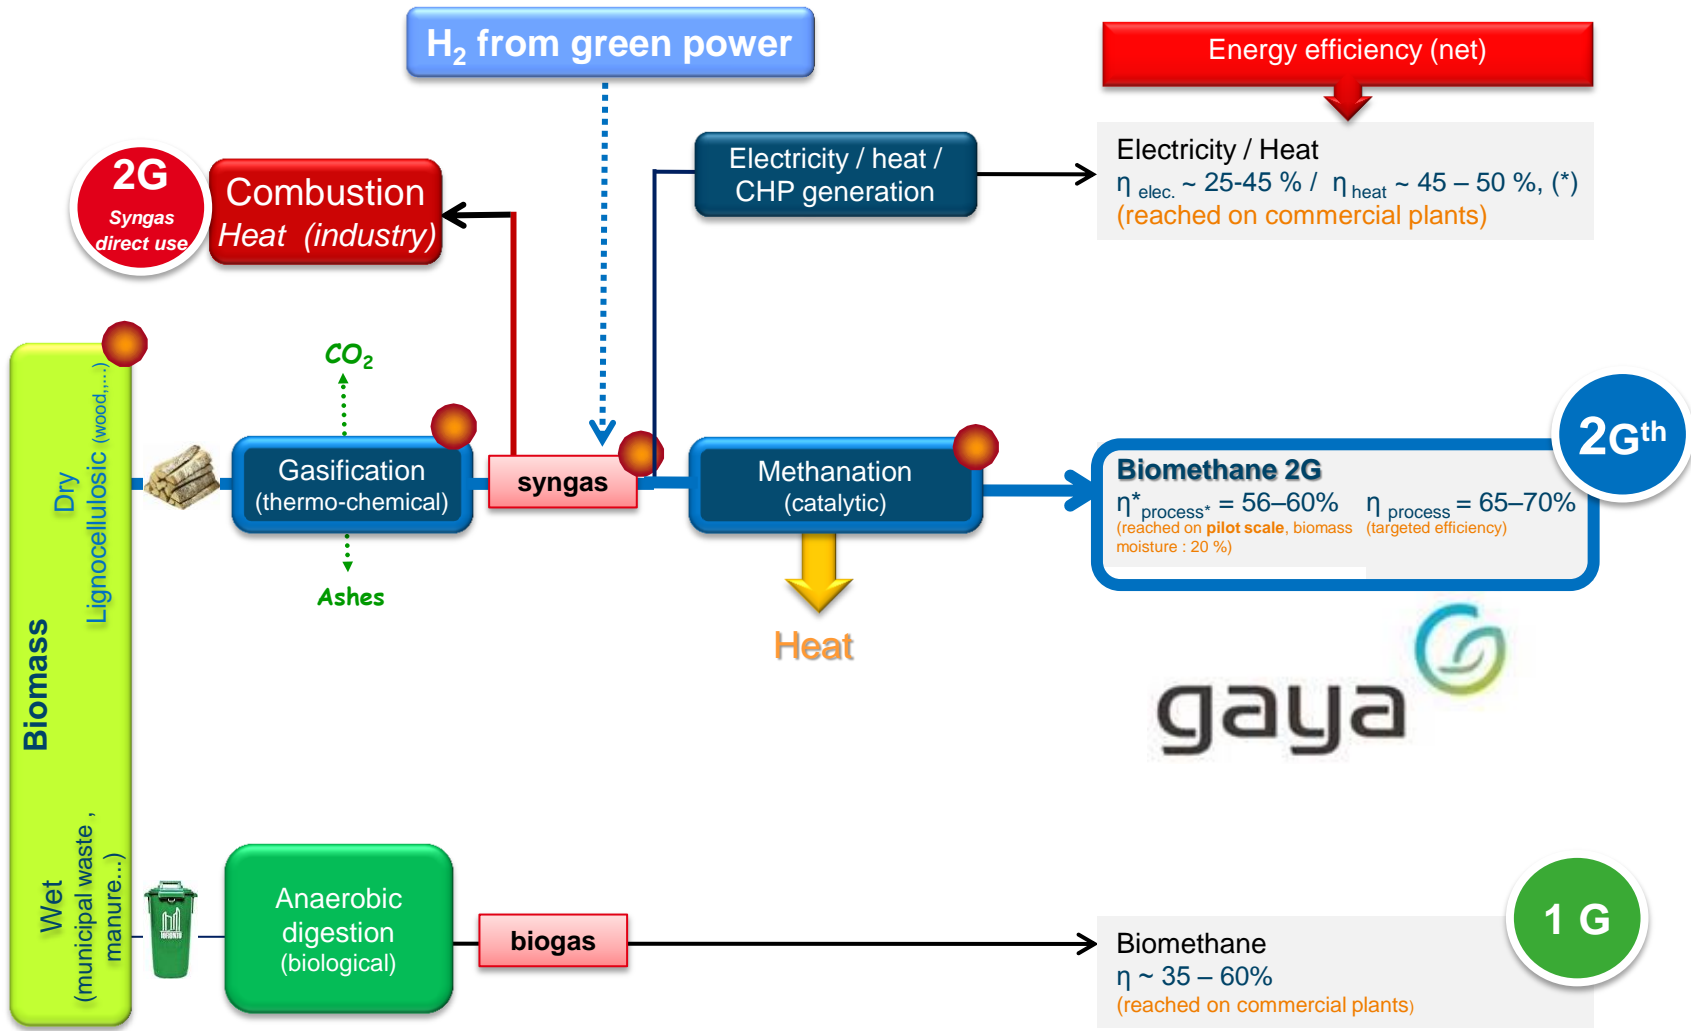 H2 from green power
Energy efficiency (net)
2G
Syngas
direct use
Combustion
Heat (industry)
Electricity / heat /
CHP generation
Electricity / Heat
η elec. ~ 25-45 % / η heat ~ 45 – 50 %, (*)
(reached on commercial plants)
Biomass
Dry
Lignocellulosic (wood,,...)
CO2
Gasification
(thermo-chemical)
Ashes
syngas
Methanation
(catalytic)
Heat
2Gth
Biomethane 2G
η*process* = 56–60%
(reached on pilot scale, biomass
moisture : 20 %)
η process = 65–70%
(targeted efficiency)
gaya
Wet
(municipal waste ,
manure...)
Anaerobic
digestion
(biological)
biogas
1 G
Biomethane
η ~ 35 – 60%
(reached on commercial plants)